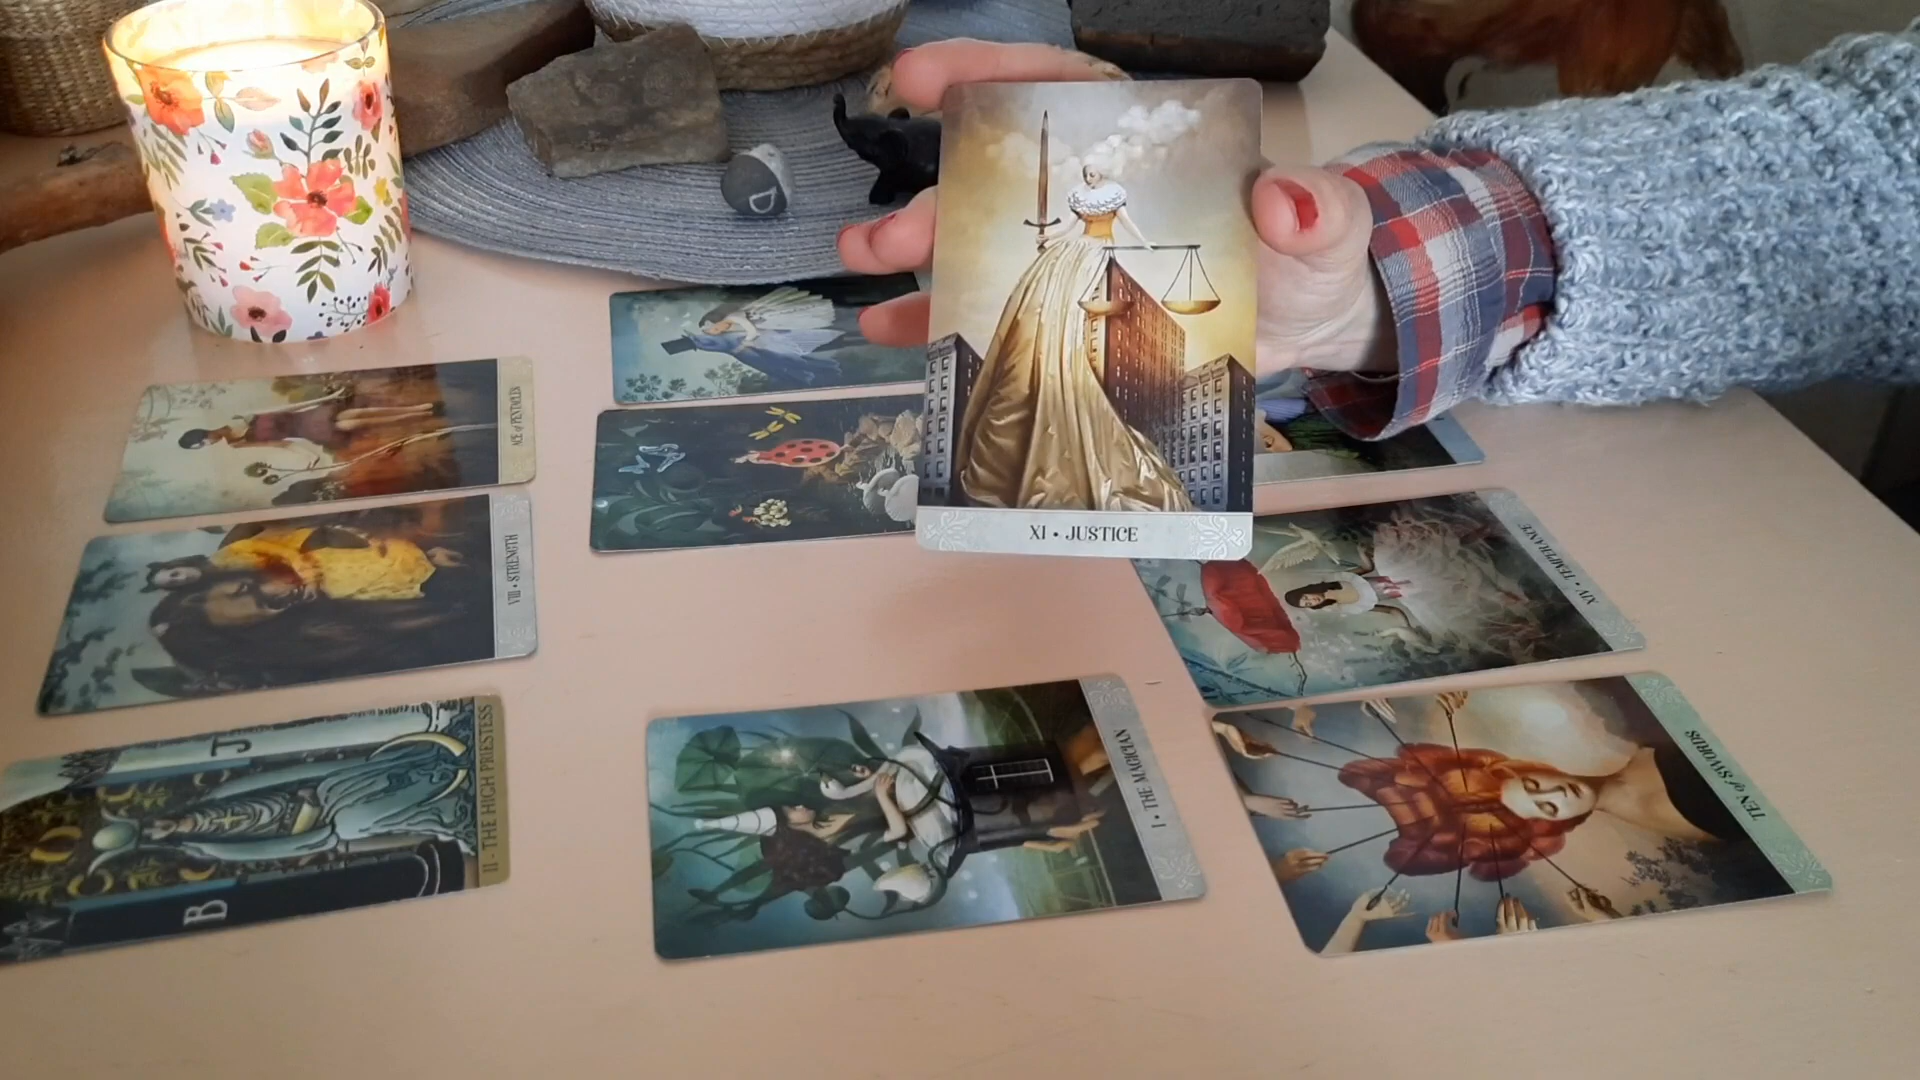 D
XI • JUSTICE
ACE of PENTACLES
VIII • STRENGTH
XIV • TEMPERANCE
J
B
II - THE HIGH PRIESTESS
I • THE MAGICIAN
TEN of SWORDS